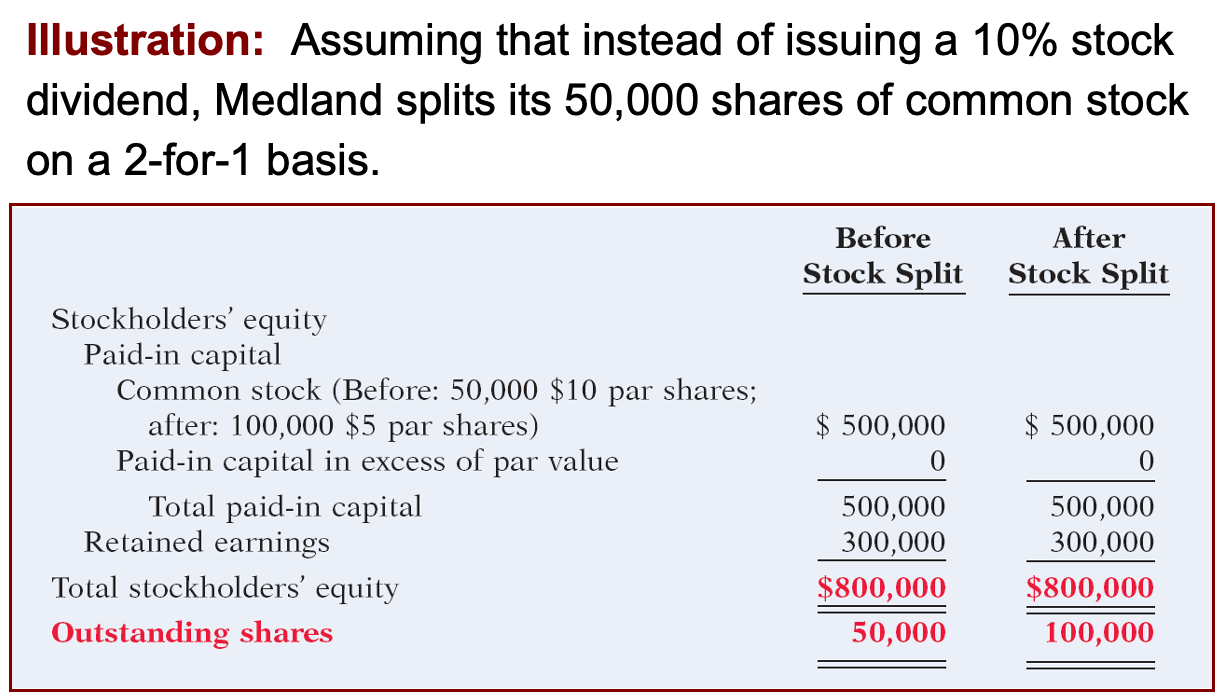 Illustration: Assuming that instead of issuing a 10% stock
dividend, Medland splits its 50,000 shares of common stock
on a 2-for-1 basis.
Before After
Stock Split Stock Split
Stockholders’ equity
Paid-in capital
Common stock (Before: 50,000 $10 par shares;
after: 100,000 $5 par shares) $ 500,000 $ 500,000
Paid-in capital in excess of par value 0 0
Total paid-in capital 500,000 500,000
Retained earnings 300,000 300,000
Total stockholders’ equity $800,000 $800,000
Outstanding shares 50,000 100,000